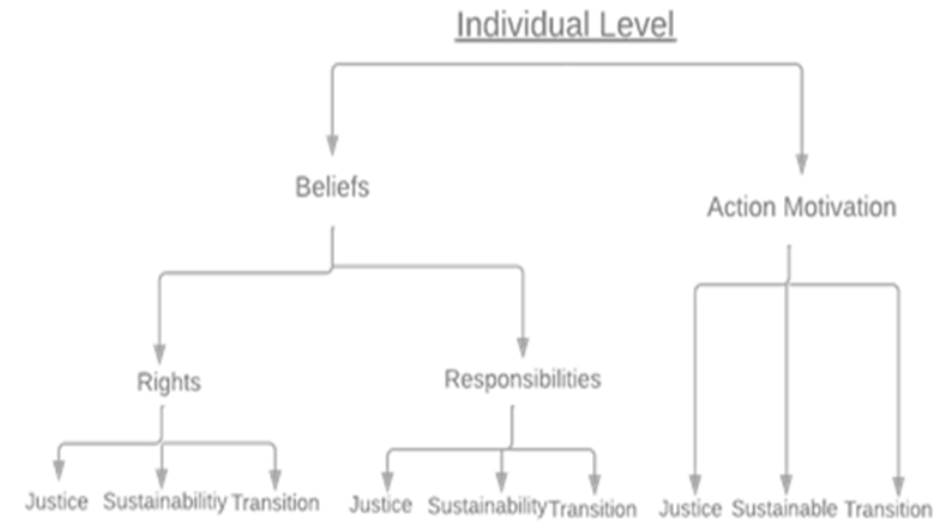 Individual Level
Beliefs
Action Motivation
Rights
Responsibilities
Justice Sustainabilitiy Transition
Justice Sustainability Transition
Justice Sustainable Transition